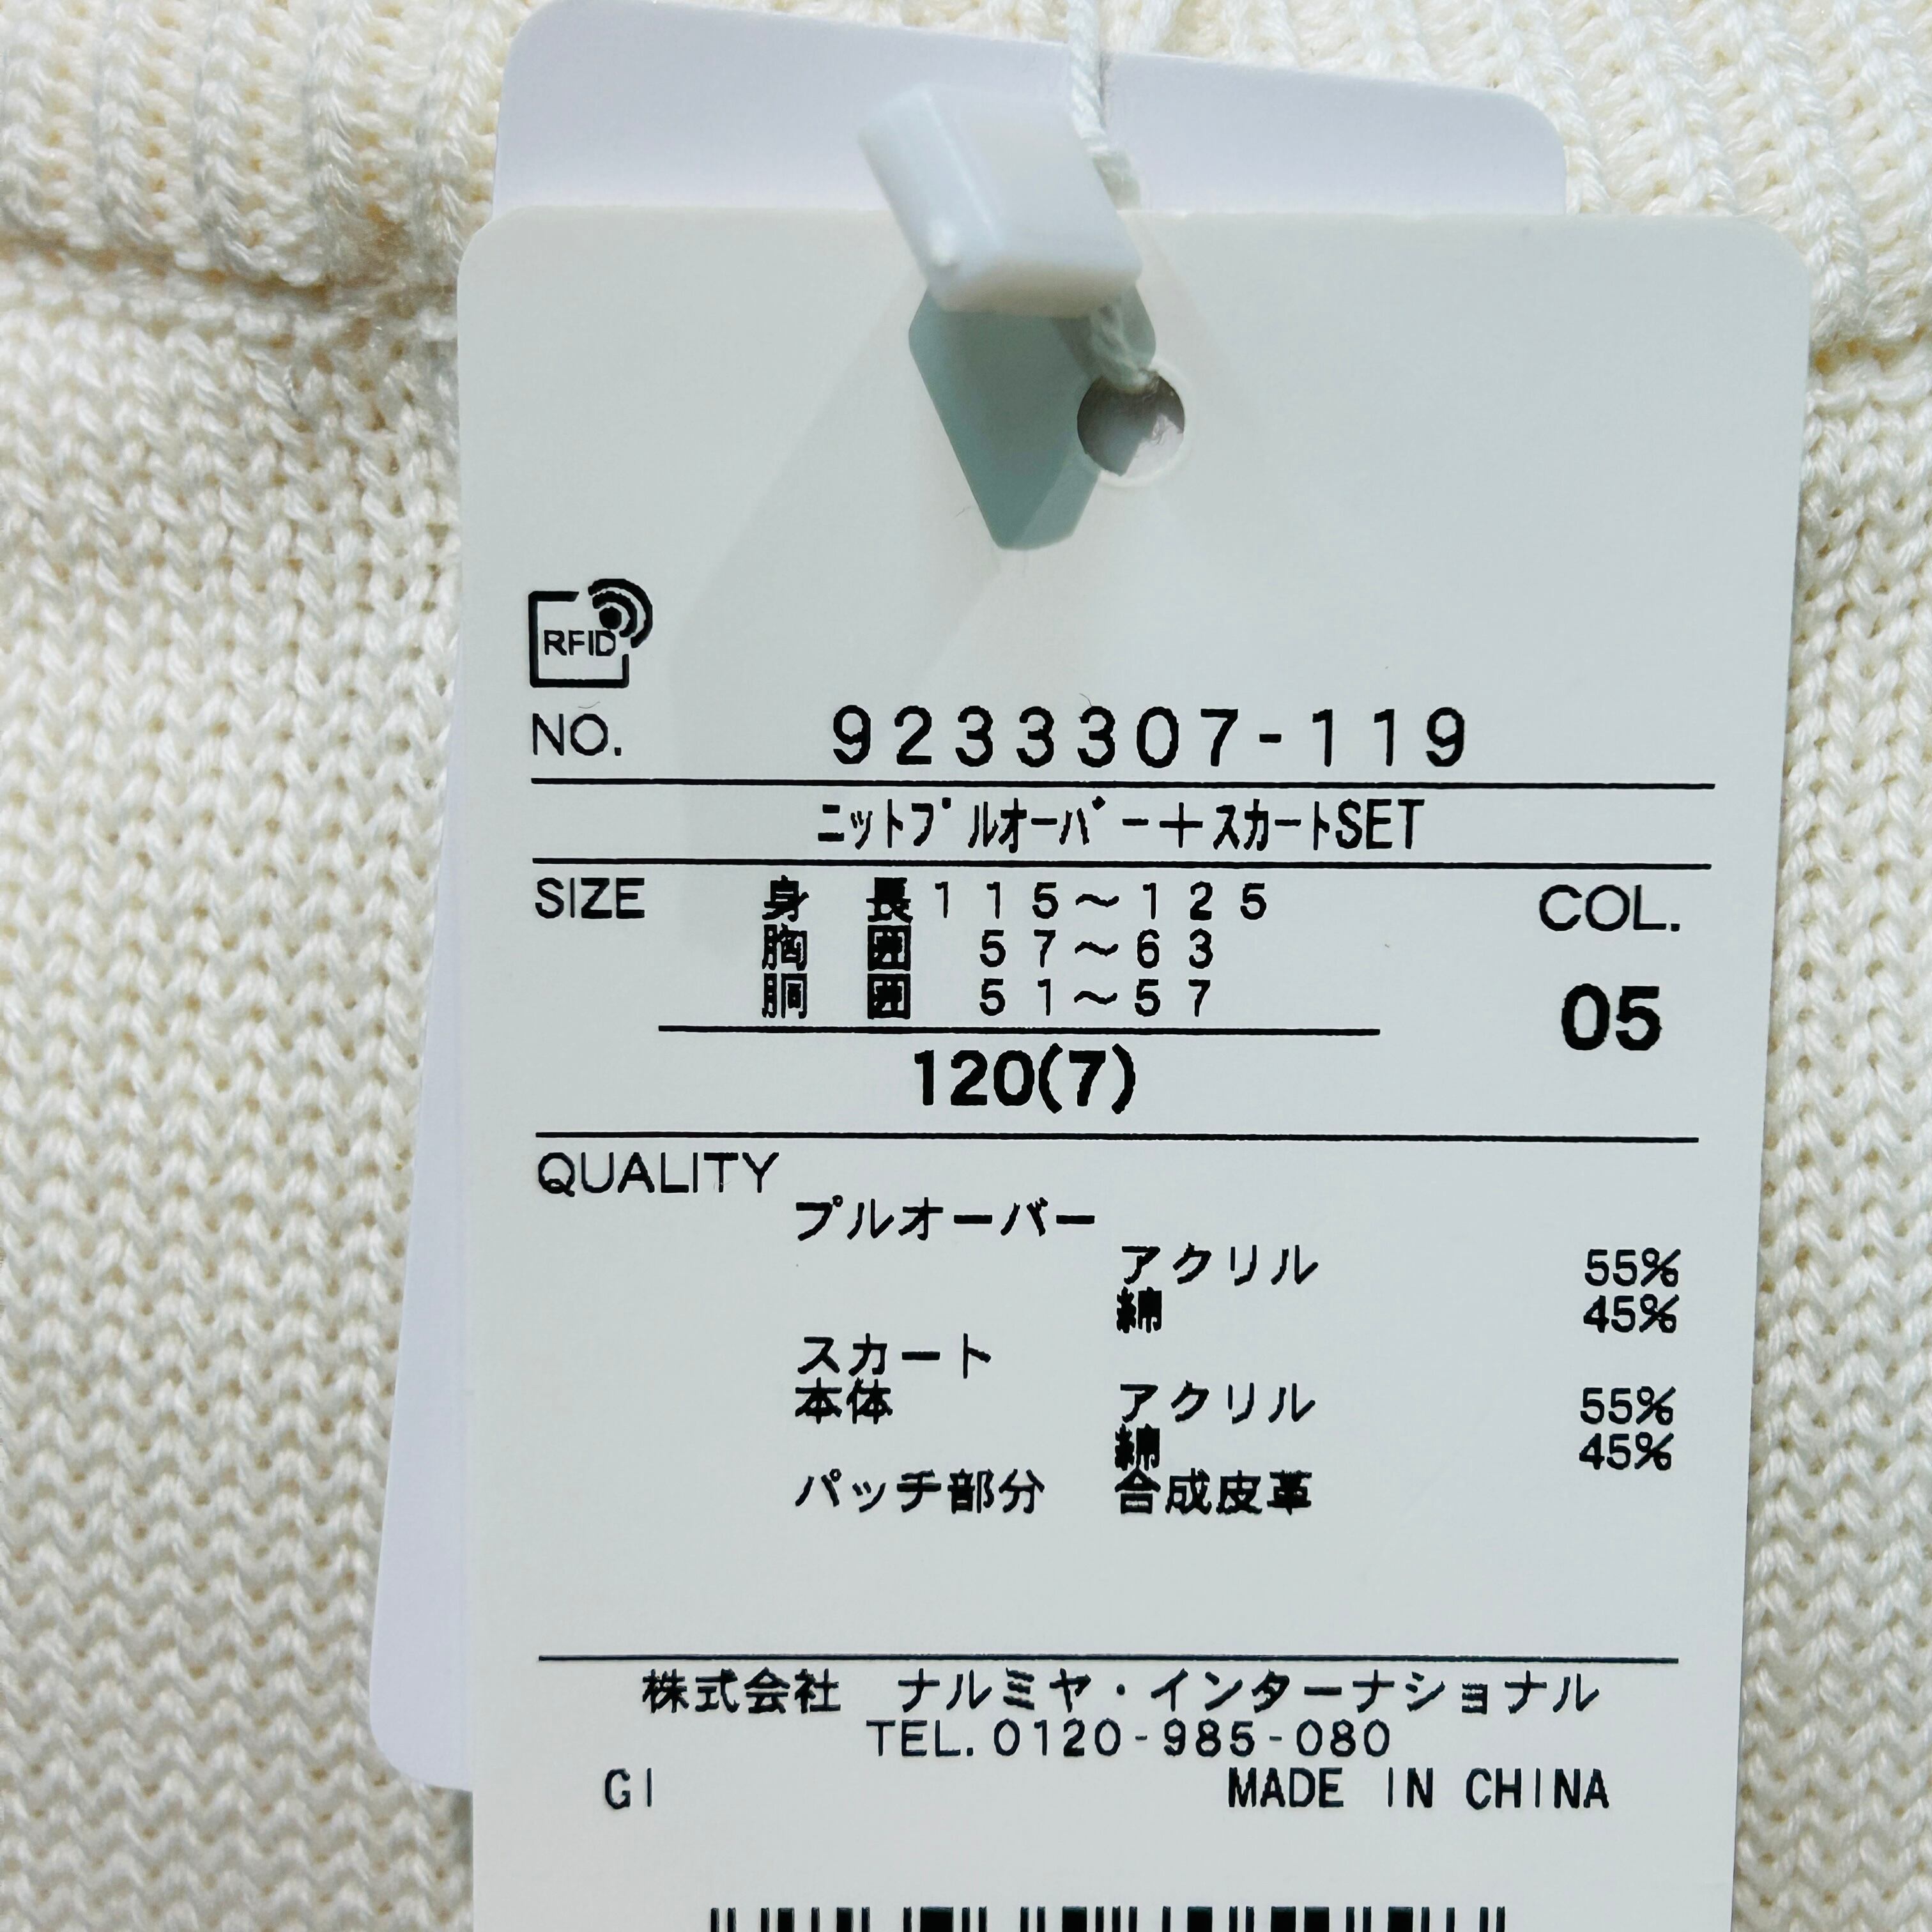 RFID
NO. 9233307-119
ニットプルオーバー+スカートSET
SIZE 身 長 115~125 COL.
胸 囲 57~63
胴 囲 51~57
05
120(7)
QUALITY
プルオーバー
アクリル 55%
綿 45%
スカート
本体 アクリル 55%
綿 45%
パッチ部分 合成皮革
株式会社 ナルミヤ・インターナショナル
TEL.0120-985-080
GI MADE IN CHINA